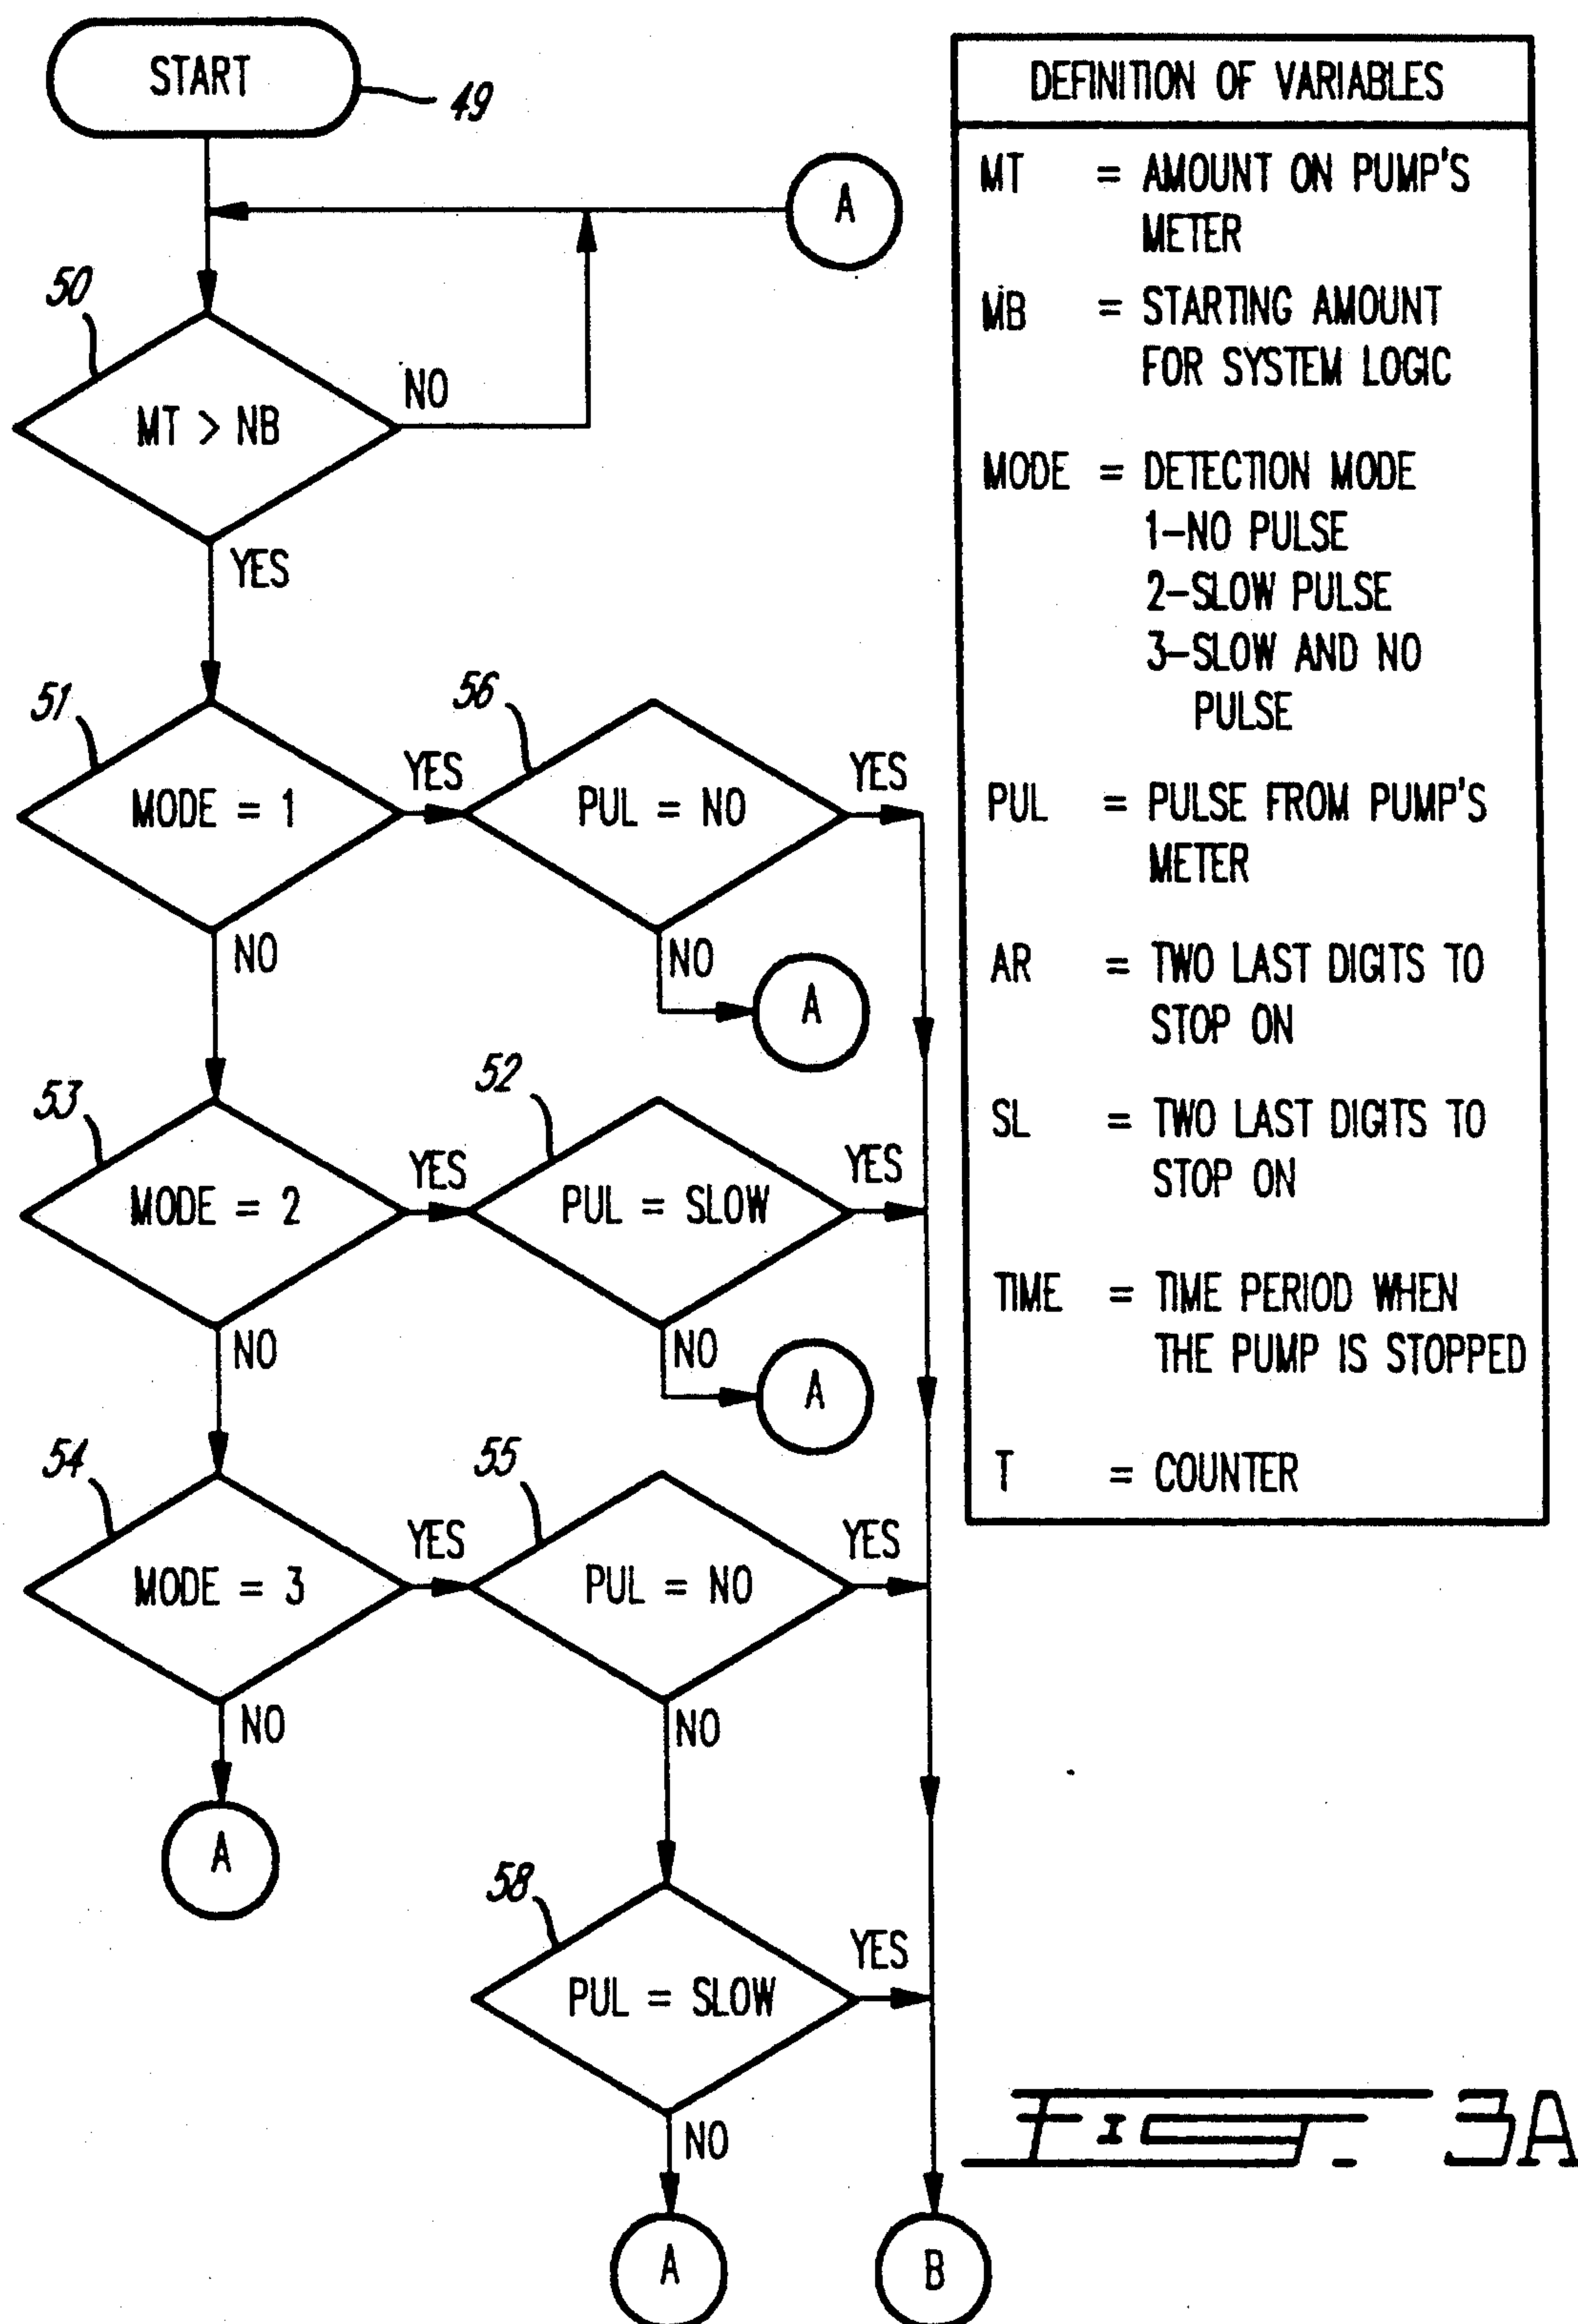 START
49
A
50
MT > NB
NO
YES
51
MODE = 1
YES
56
PUL = NO
YES
NO
NO
A
53
MODE = 2
YES
52
PUL = SLOW
YES
NO
NO
A
54
MODE = 3
YES
55
PUL = NO
YES
NO
NO
A
58
PUL = SLOW
YES
NO
A
B
DEFINITION OF VARIABLES
MT = AMOUNT ON PUMP'S
METER
MB = STARTING AMOUNT
FOR SYSTEM LOGIC
MODE = DETECTION MODE
1-NO PULSE
2-SLOW PULSE
3-SLOW AND NO
PULSE
PUL = PULSE FROM PUMP'S
METER
AR = TWO LAST DIGITS TO
STOP ON
SL = TWO LAST DIGITS TO
STOP ON
TIME = TIME PERIOD WHEN
THE PUMP IS STOPPED
T = COUNTER
FIG. 3A